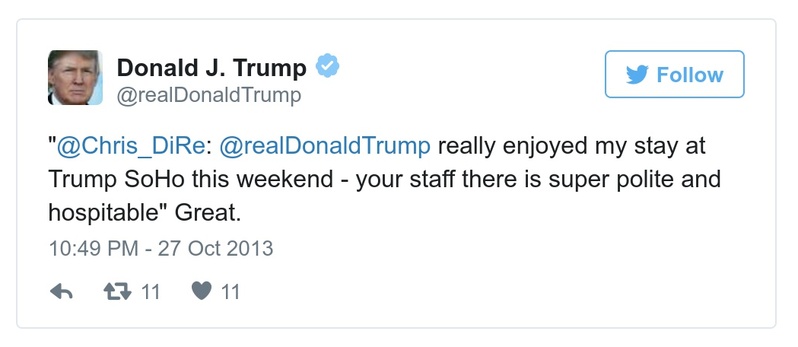 Donald J. Trump
@realDonaldTrump
Follow
"@Chris_DiRe: @realDonaldTrump really enjoyed my stay at
Trump SoHo this weekend - your staff there is super polite and
hospitable" Great.
10:49 PM - 27 Oct 2013
11 11